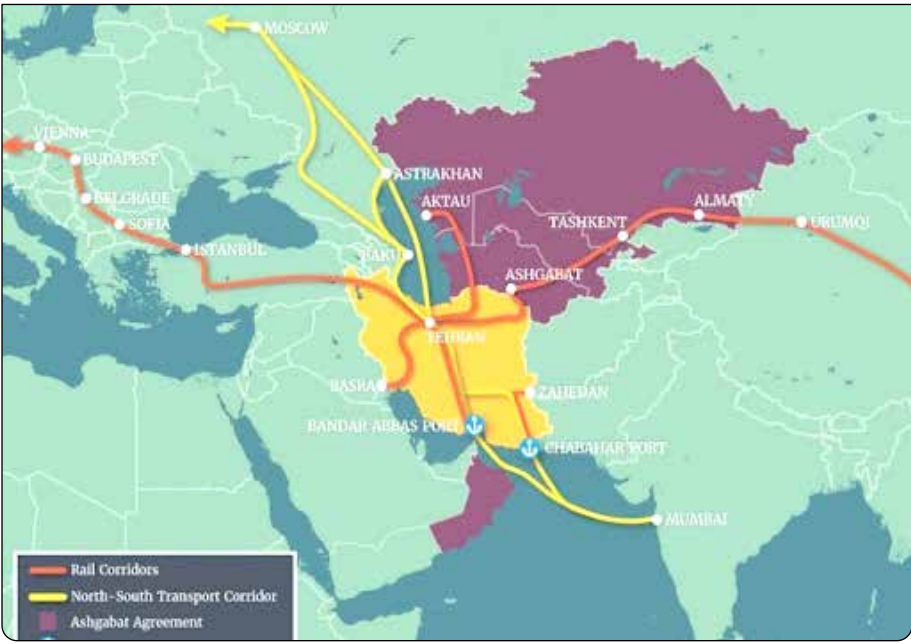 MOSCOW
VIENNA
BUDAPEST
ASTRAKHAN
BELGRADE
AKTAU
ALMATY
SOFIA
TASHKENT
URUMQI
ISTANBUL
BAKU
ASHGABAT
TEHRAN
BASRA
ZAHEDAN
BANDAR ABBAS PORT
CHABAHAR PORT
MUMBAI
Rail Corridors
North-South Transport Corridor
Ashgabat Agreement